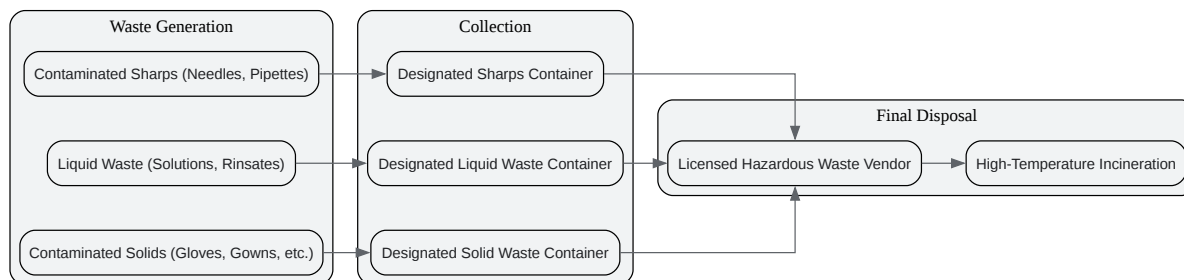 Waste Generation
Contaminated Sharps (Needles, Pipettes)
Liquid Waste (Solutions, Rinsates)
Contaminated Solids (Gloves, Gowns, etc.)
Collection
Designated Sharps Container
Designated Liquid Waste Container
Designated Solid Waste Container
Final Disposal
Licensed Hazardous Waste Vendor
High-Temperature Incineration